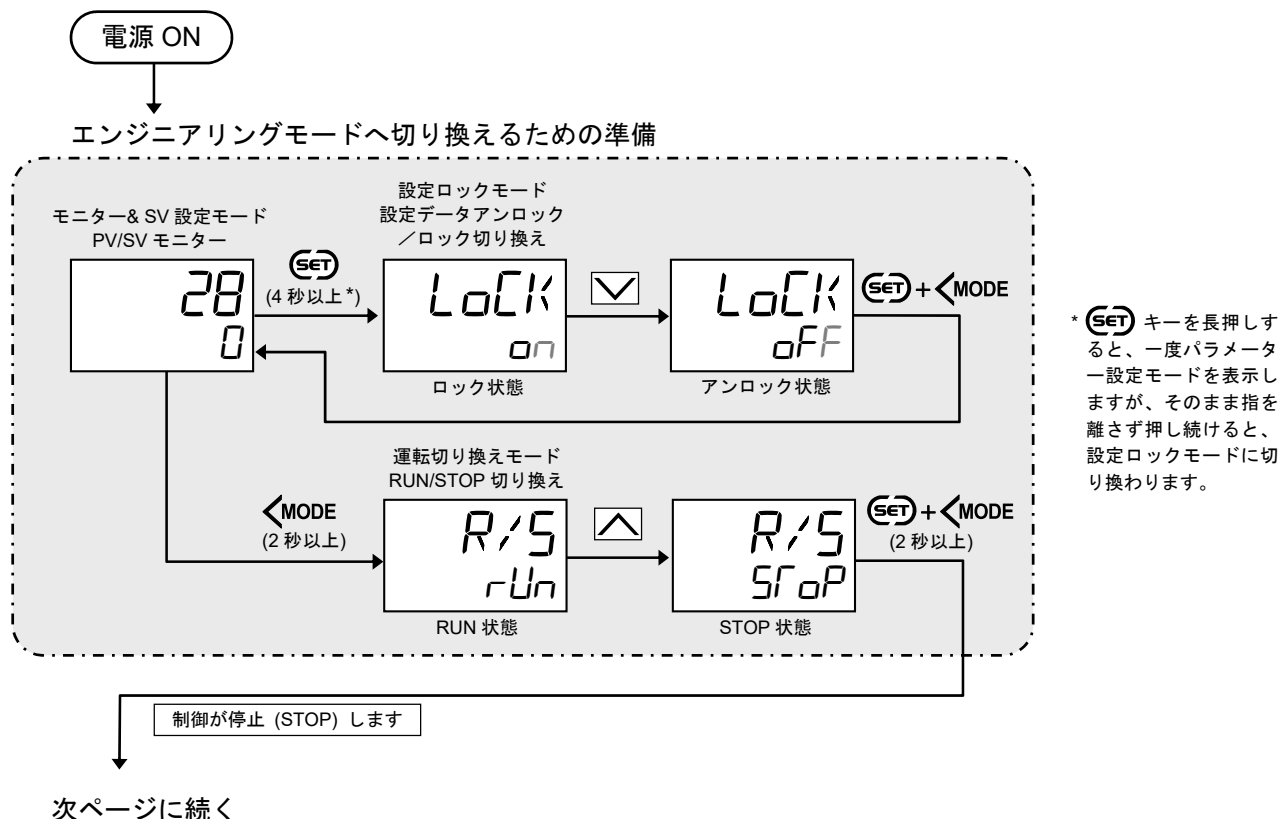 電源 ON
エンジニアリングモードへ切り換えるための準備
モニター& SV 設定モード
PV/SV モニター
28
0
SET
(4 秒以上*)
設定ロックモード
設定データアンロック
／ロック切り換え
LoCK
on
ロック状態
LoCK
oFF
アンロック状態
SET + MODE
* SET キーを長押しす
ると、一度パラメータ
ー設定モードを表示し
ますが、そのまま指を
離さず押し続けると、
設定ロックモードに切
り換わります。
MODE
(2 秒以上)
運転切り換えモード
RUN/STOP 切り換え
R/S
rUn
RUN 状態
R/S
SToP
STOP 状態
SET + MODE
(2 秒以上)
制御が停止 (STOP) します
次ページに続く